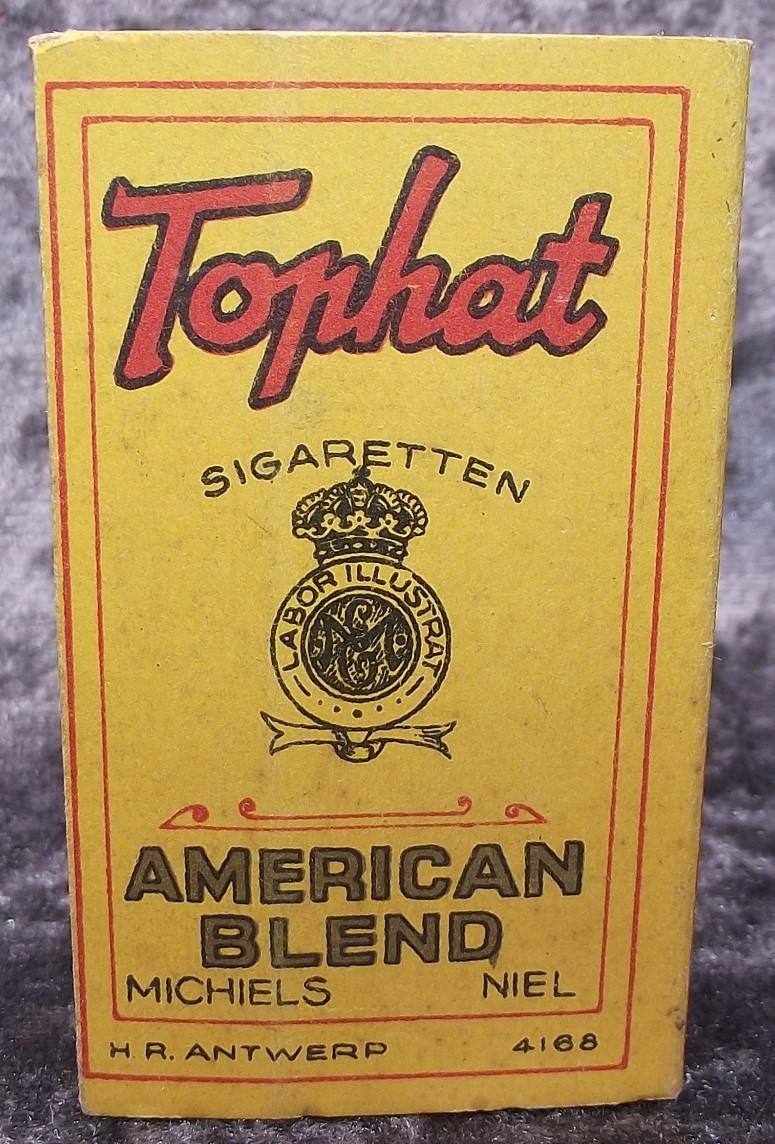 Tophat
SIGARETTEN
LABOR ILLUSTRAT
AMERICAN
BLEND
MICHIELS NIEL
H.R. ANTWERP 4168